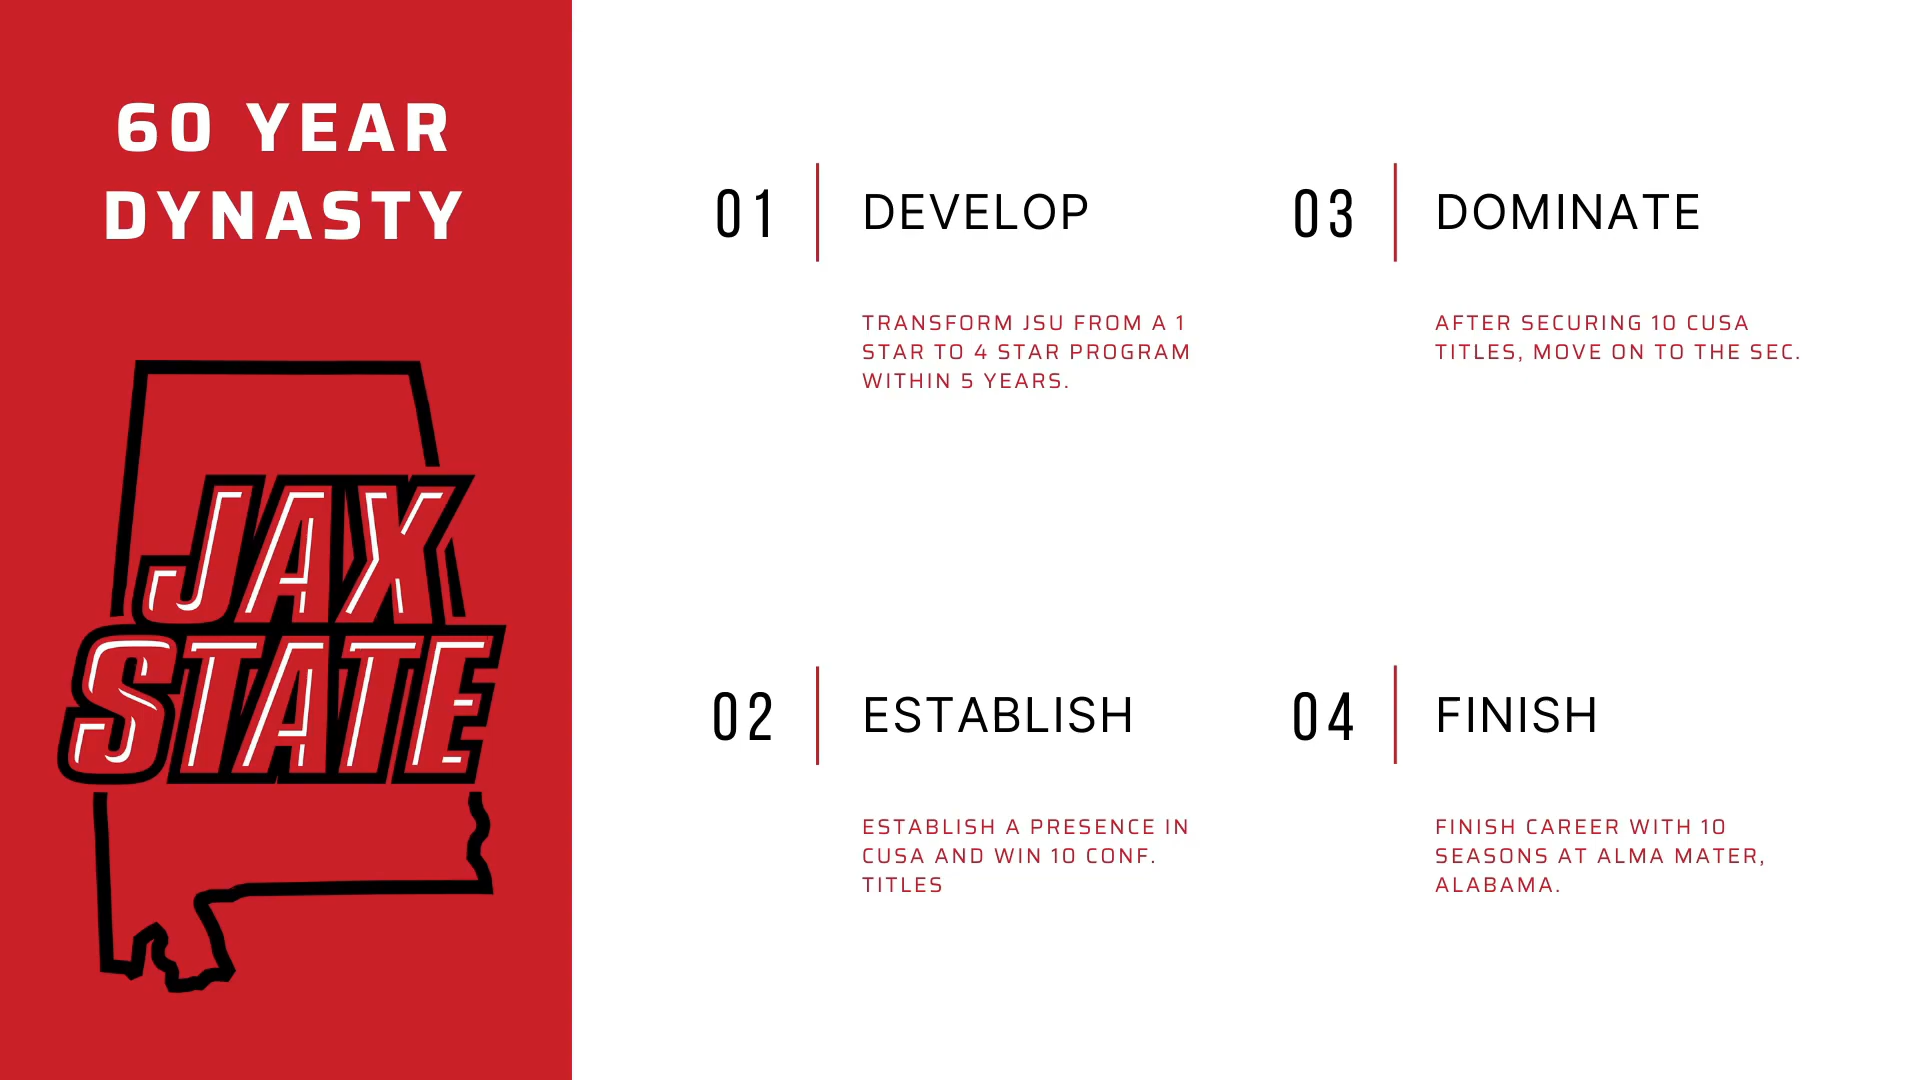 60 YEAR
DYNASTY
JAX
STATE
01
DEVELOP
TRANSFORM JSU FROM A 1
STAR TO 4 STAR PROGRAM
WITHIN 5 YEARS.
02
ESTABLISH
ESTABLISH A PRESENCE IN
CUSA AND WIN 10 CONF.
TITLES
03
DOMINATE
AFTER SECURING 10 CUSA
TITLES, MOVE ON TO THE SEC.
04
FINISH
FINISH CAREER WITH 10
SEASONS AT ALMA MATER,
ALABAMA.